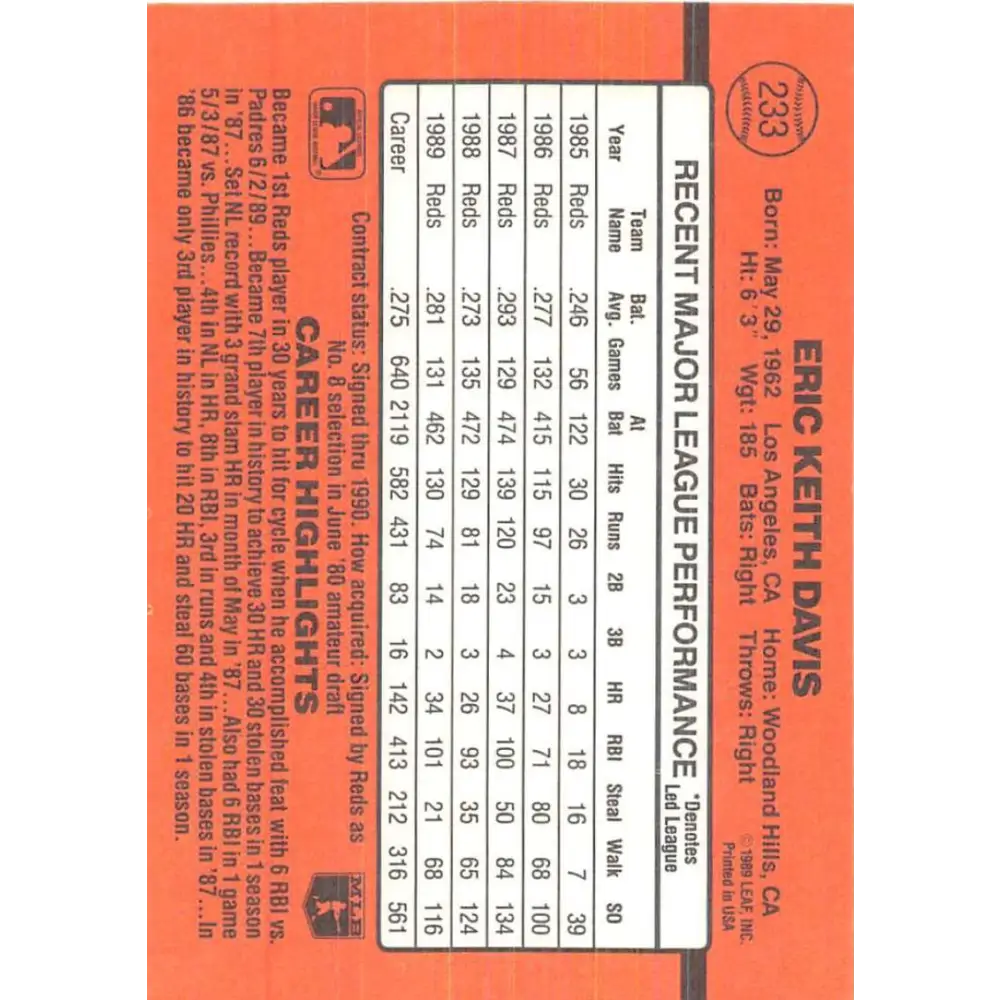 233
ERIC KEITH DAVIS
Born: May 29, 1962 Los Angeles, CA Home: Woodland Hills, CA
Ht: 6'3" Wgt: 185 Bats: Right Throws: Right
© 1989 LEAF, INC.
Printed in USA
RECENT MAJOR LEAGUE PERFORMANCE *Denotes
Led League
Year Team Name Bat. Avg. Games At Bat Hits Runs 2B 3B HR RBI Steal Walk SO
1985 Reds .246 56 122 30 26 3 3 8 18 16 7 39
1986 Reds .277 132 415 115 97 15 3 27 71 80 68 100
1987 Reds .293 129 474 139 120 23 4 37 100 50 84 134
1988 Reds .273 135 472 129 81 18 3 26 93 35 65 124
1989 Reds .281 131 462 130 74 14 2 34 101 21 68 116
Career .275 640 2119 582 431 83 16 142 413 212 316 561
Contract status: Signed thru 1990. How acquired: Signed by Reds as
No. 8 selection in June '80 amateur draft
MLB
CAREER HIGHLIGHTS
Became 1st Reds player in 30 years to hit for cycle when he accomplished feat with 6 RBI vs.
Padres 6/2/89...Became 7th player in history to achieve 30 HR and 30 stolen bases in 1 season
in '87...Set NL record with 3 grand slam HR in month of May in '87...Also had 6 RBI in 1 game
5/3/87 vs. Phillies...4th in NL in HR, 8th in RBI, 3rd in runs and 4th in stolen bases in '87...In
'86 became only 3rd player in history to hit 20 HR and steal 60 bases in 1 season.